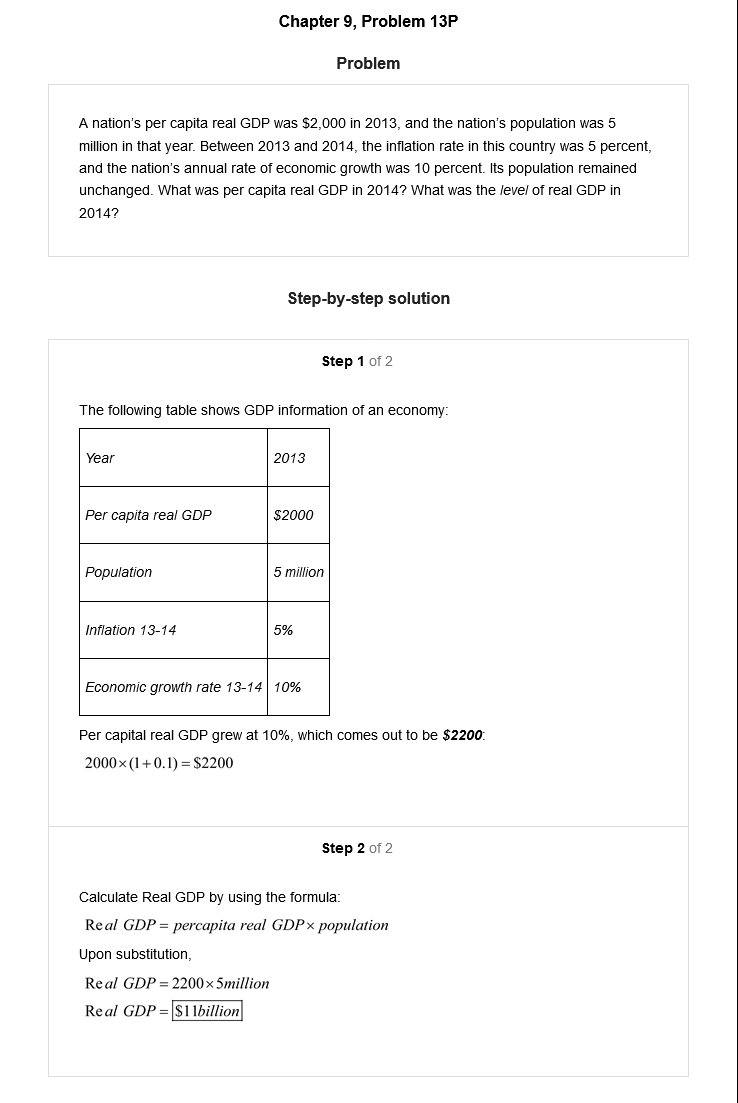 Chapter 9, Problem 13P
Problem
A nation's per capita real GDP was $2,000 in 2013, and the nation's population was 5
million in that year. Between 2013 and 2014, the inflation rate in this country was 5 percent,
and the nation's annual rate of economic growth was 10 percent. Its population remained
unchanged. What was per capita real GDP in 2014? What was the level of real GDP in
2014?
Step-by-step solution
Step 1 of 2
The following table shows GDP information of an economy:
Year 2013
Per capita real GDP $2000
Population 5 million
Inflation 13-14 5%
Economic growth rate 13-14 10%
Per capital real GDP grew at 10%, which comes out to be $2200:
2000×(1+0.1)=$2200
Step 2 of 2
Calculate Real GDP by using the formula:
Real GDP = percapita real GDP× population
Upon substitution,
Real GDP = 2200×5million
Real GDP = $11billion